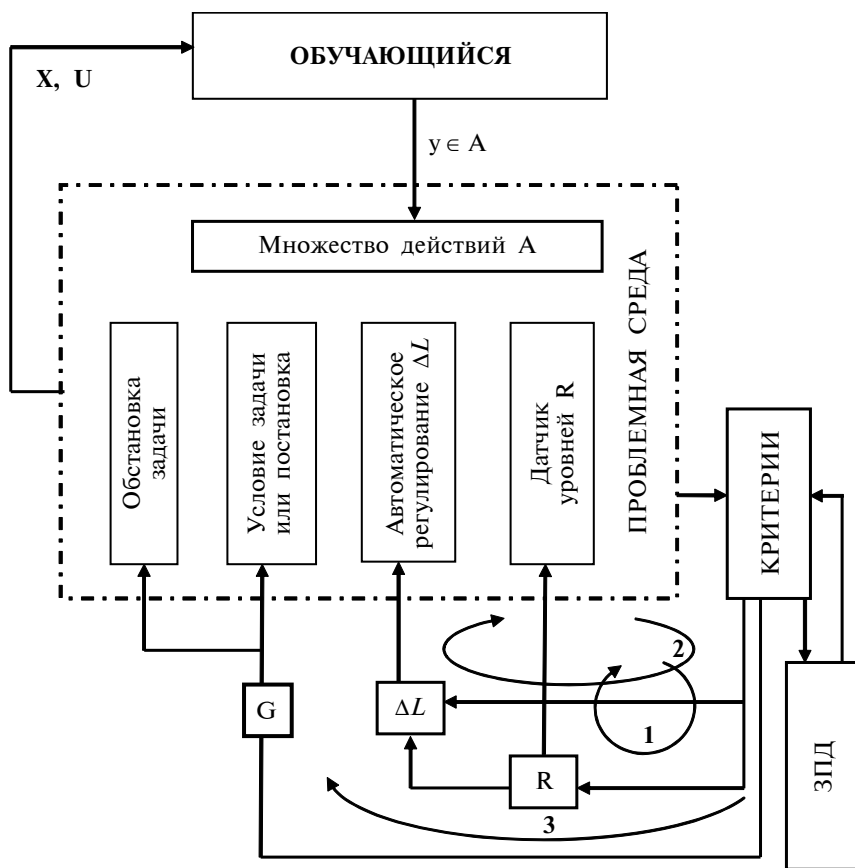 ОБУЧАЮЩИЙСЯ
X, U
y ∈ A
Множество действий A
ПРОБЛЕМНАЯ СРЕДА
Обстановка
задачи
Условие задачи
или постановка
Автоматическое
регулирование ΔL
Датчик
уровней R
КРИТЕРИИ
2
G
ΔL
1
ЗПД
R
3